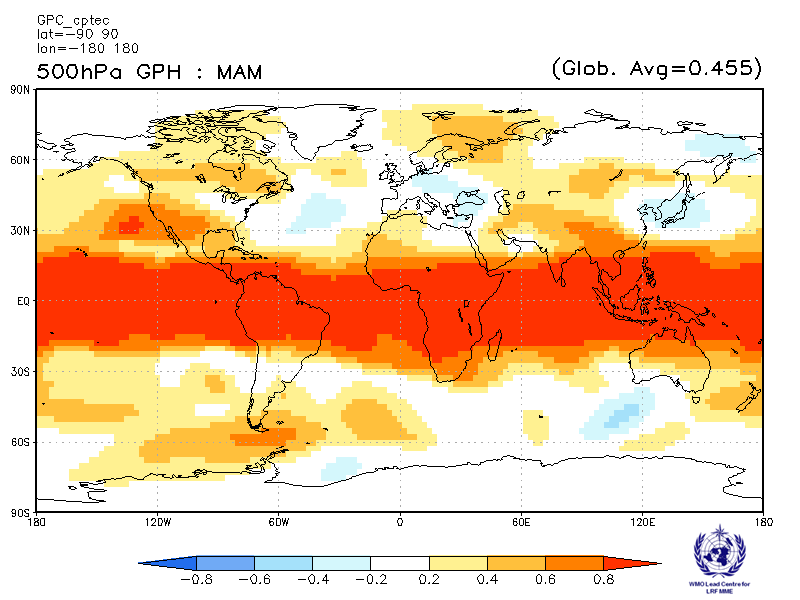 GPC_cptec
lat=-90 90
lon=-180 180
500hPa GPH : MAM
(Glob. Avg=0.455)
90N
60N
30N
EQ
30S
60S
90S
180 120W 60W 0 60E 120E 180
-0.8 -0.6 -0.4 -0.2 0.2 0.4 0.6 0.8
WMO Lead Centre for
LRF MME